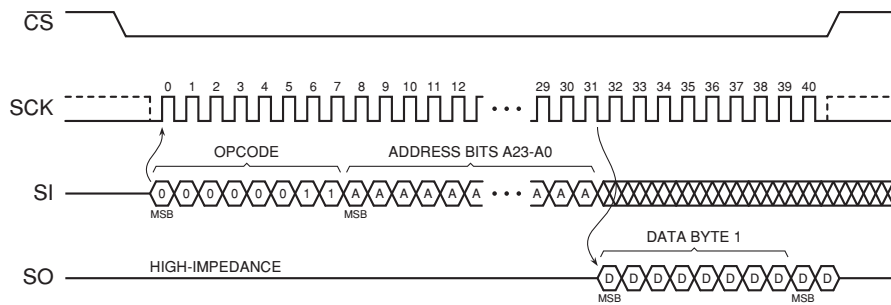 CS
0 1 2 3 4 5 6 7 8 9 10 11 12 29 30 31 32 33 34 35 36 37 38 39 40
SCK
OPCODE ADDRESS BITS A23-A0
SI 0 0 0 0 0 0 1 1 A A A A A A A A A
MSB MSB
DATA BYTE 1
HIGH-IMPEDANCE
SO D D D D D D D D D D
MSB MSB